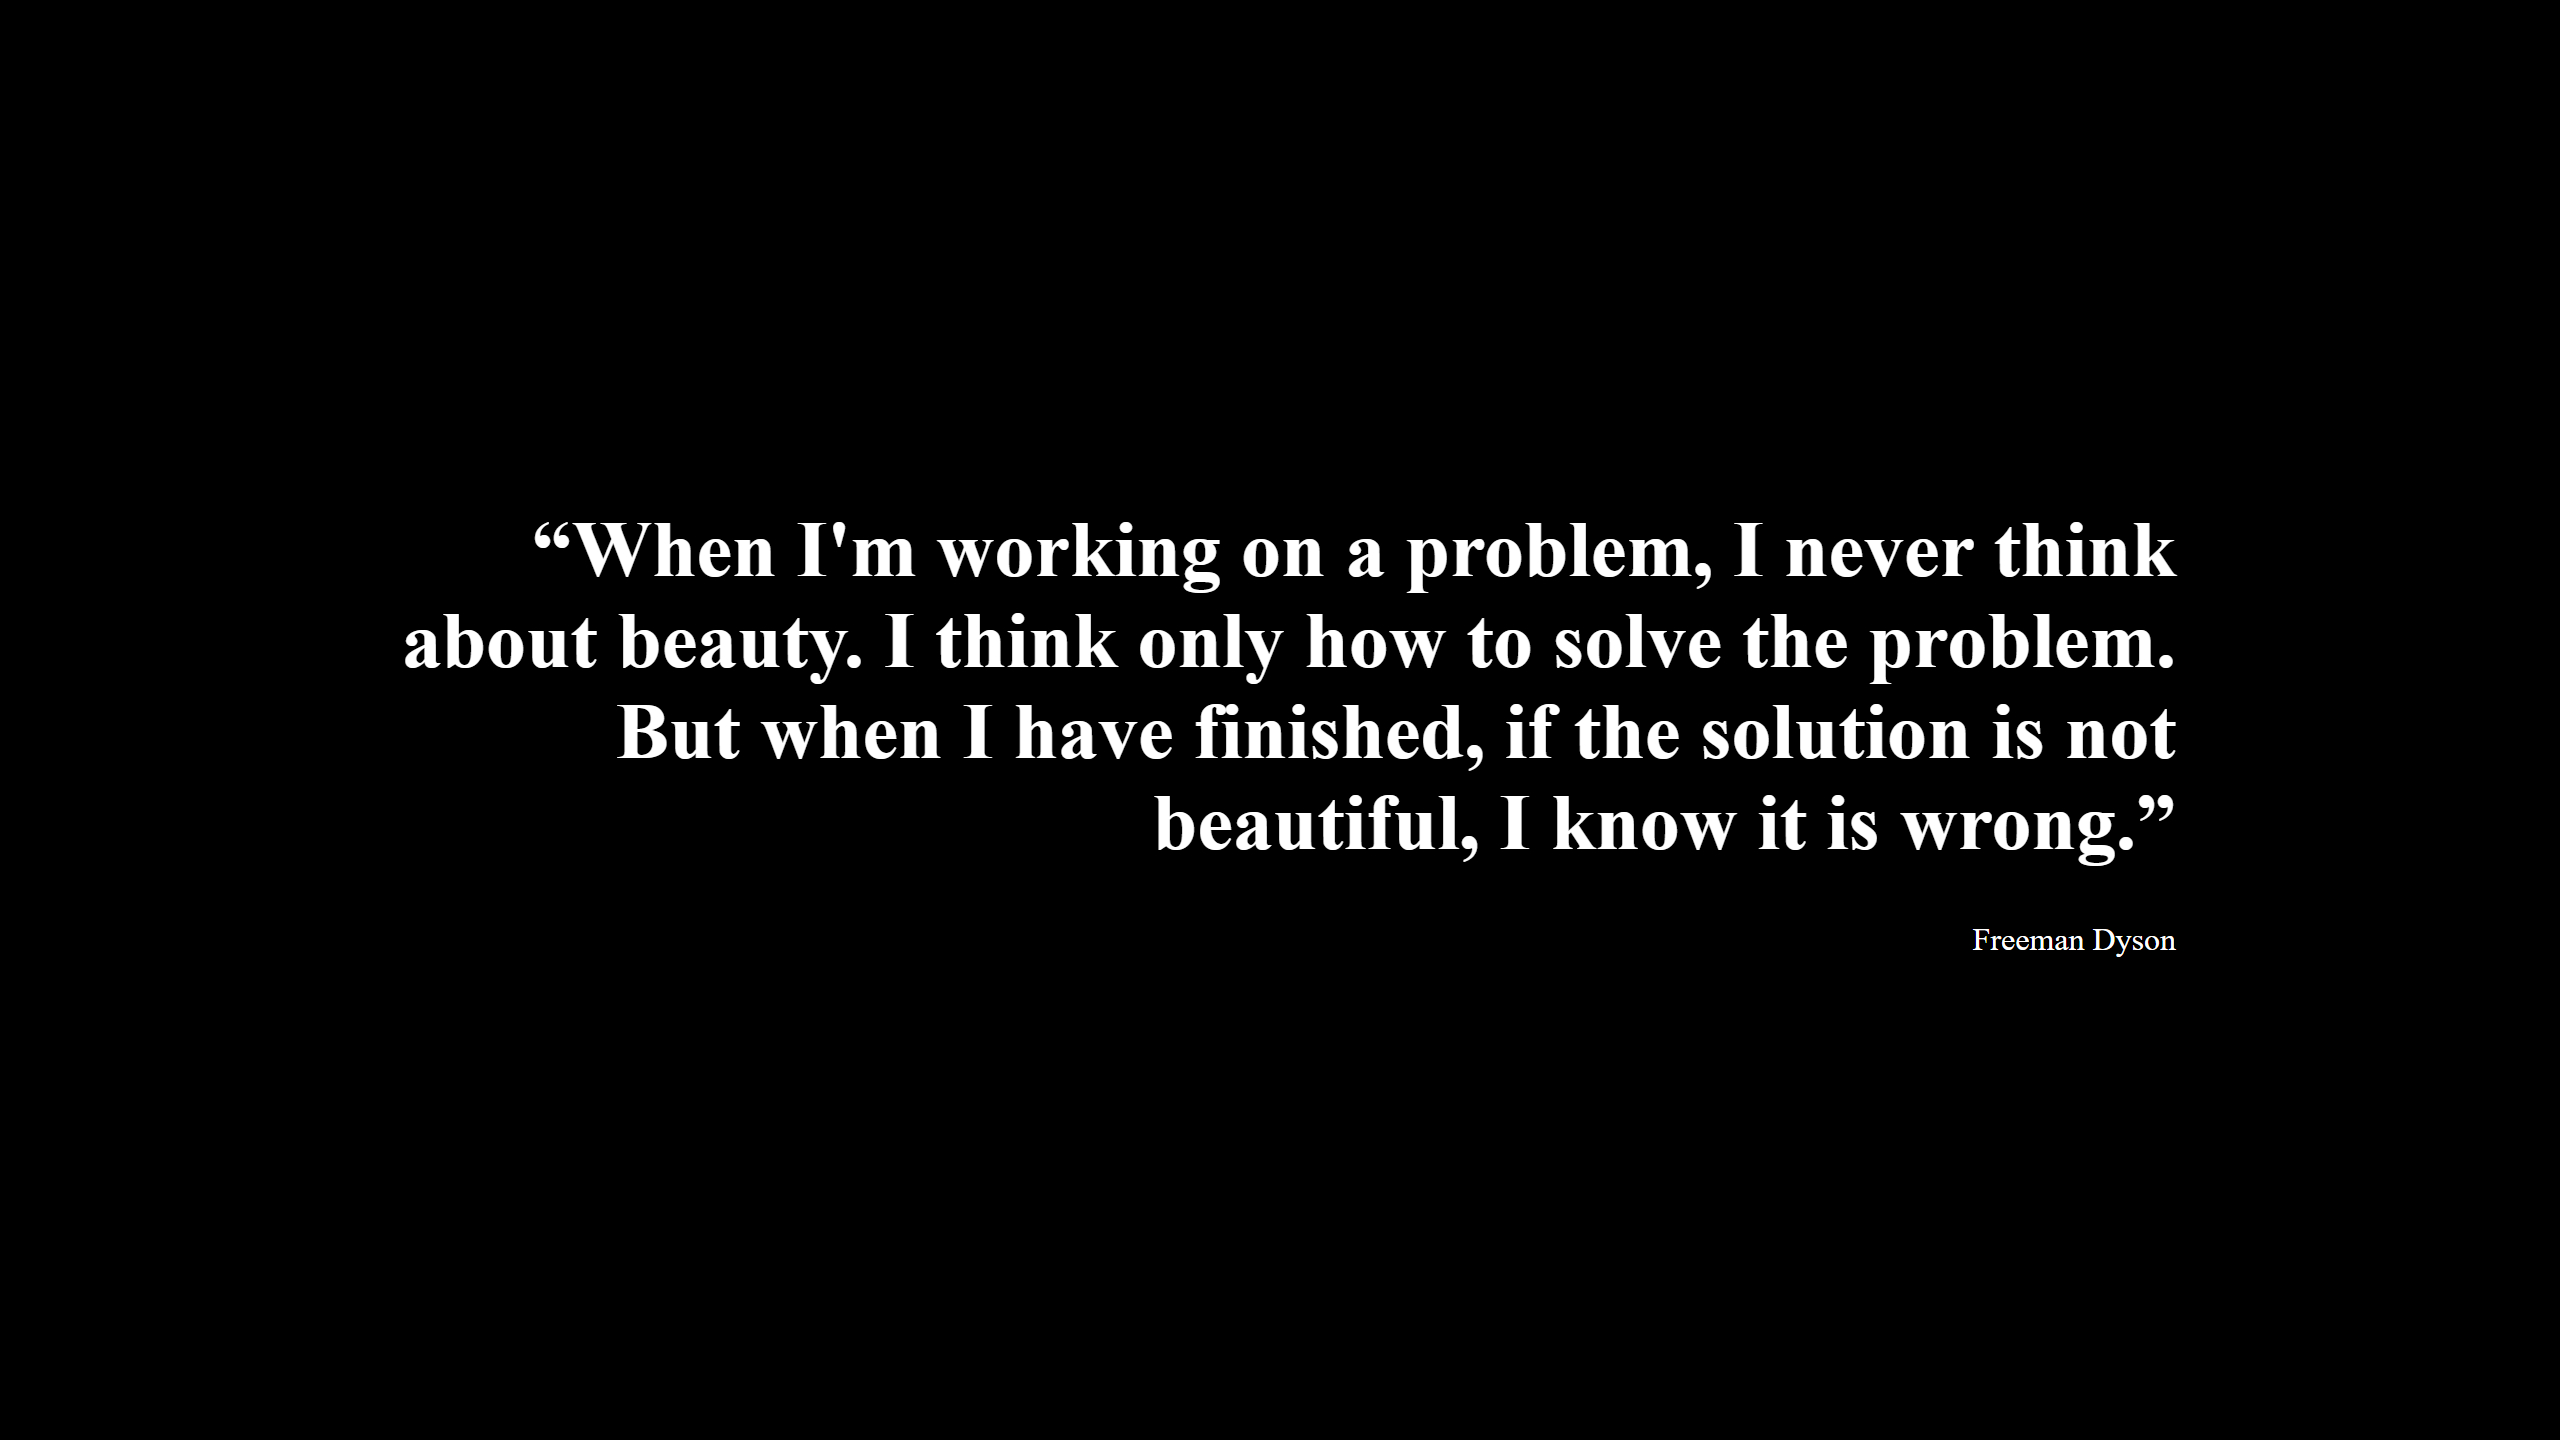 “When I'm working on a problem, I never think
about beauty. I think only how to solve the problem.
But when I have finished, if the solution is not
beautiful, I know it is wrong.”
Freeman Dyson